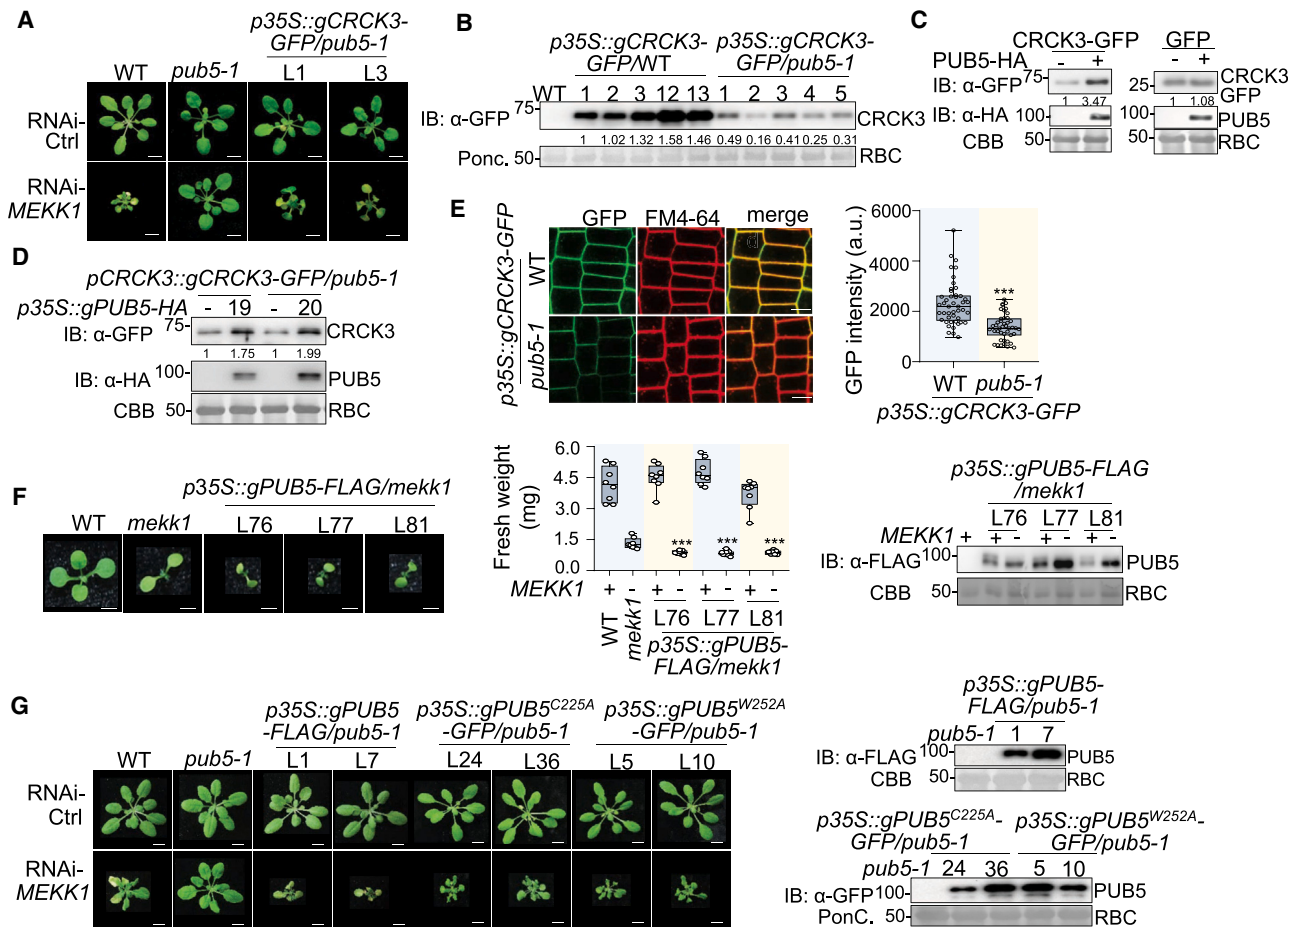 A
p35S::gCRCK3-
GFP/pub5-1
WT pub5-1 L1 L3
RNAi-
Ctrl
RNAi-
MEKK1
B
p35S::gCRCK3- p35S::gCRCK3-
GFP/WT GFP/pub5-1
WT 1 2 3 12 13 1 2 3 4 5
75
IB: α-GFP CRCK3
1 1.02 1.32 1.58 1.46 0.49 0.16 0.41 0.25 0.31
Ponc. 50 RBC
C
CRCK3-GFP GFP
PUB5-HA - + - +
IB: α-GFP 75 25 CRCK3
GFP
1 3.47 1 1.08
IB: α-HA 100 100 PUB5
CBB 50 50 RBC
D
pCRCK3::gCRCK3-GFP/pub5-1
p35S::gPUB5-HA - 19 - 20
IB: α-GFP 75 CRCK3
1 1.75 1 1.99
IB: α-HA 100 PUB5
CBB 50 RBC
E
GFP FM4-64 merge
p35S::gCRCK3-GFP
WT
pub5-1
GFP intensity (a.u.)
6000
4000
2000
0
***
WT pub5-1
p35S::gCRCK3-GFP
F
p35S::gPUB5-FLAG/mekk1
WT mekk1 L76 L77 L81
Fresh weight
(mg)
6.0
4.5
3.0
1.5
0.0
*** *** ***
MEKK1 + - + - + - + -
WT mekk1 L76 L77 L81
p35S::gPUB5-
FLAG/mekk1
p35S::gPUB5-FLAG
/mekk1
L76 L77 L81
MEKK1 + + - + - + -
IB: α-FLAG 100 PUB5
CBB 50 RBC
G
p35S::gPUB5 p35S::gPUB5C225A p35S::gPUB5W252A
-FLAG/pub5-1 -GFP/pub5-1 -GFP/pub5-1
WT pub5-1 L1 L7 L24 L36 L5 L10
RNAi-
Ctrl
RNAi-
MEKK1
p35S::gPUB5-
FLAG/pub5-1
pub5-1 1 7
IB: α-FLAG 100 PUB5
CBB 50 RBC
p35S::gPUB5C225A- p35S::gPUB5W252A-
GFP/pub5-1 GFP/pub5-1
pub5-1 24 36 5 10
IB: α-GFP 100 PUB5
PonC. 50 RBC